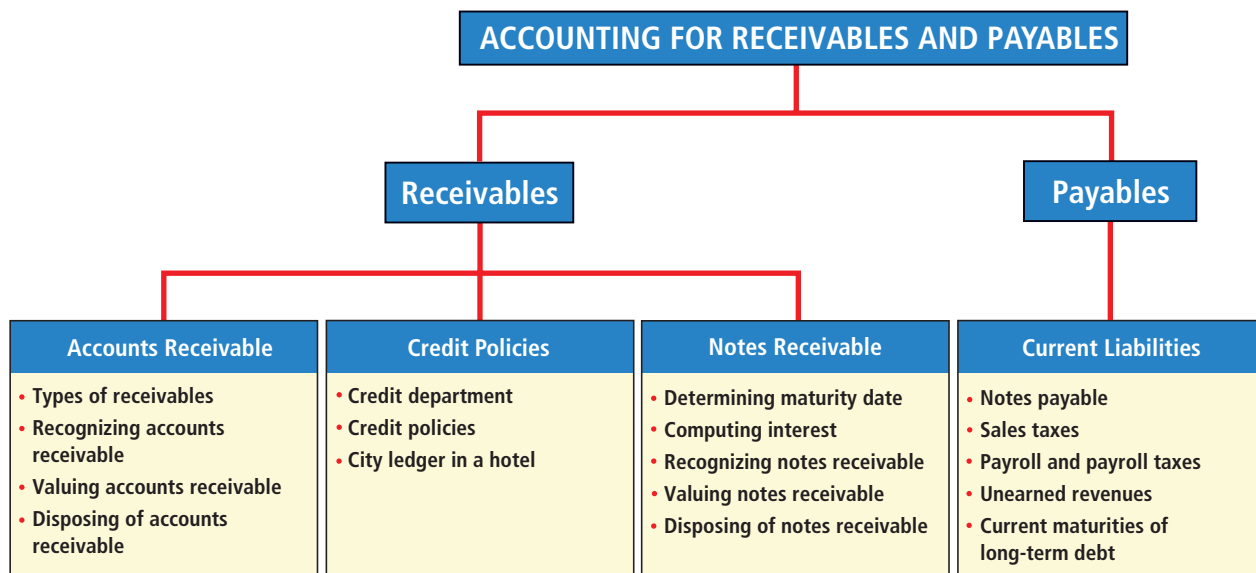 ACCOUNTING FOR RECEIVABLES AND PAYABLES
Receivables
Payables
Accounts Receivable
• Types of receivables
• Recognizing accounts
receivable
• Valuing accounts receivable
• Disposing of accounts
receivable
Credit Policies
• Credit department
• Credit policies
• City ledger in a hotel
Notes Receivable
• Determining maturity date
• Computing interest
• Recognizing notes receivable
• Valuing notes receivable
• Disposing of notes receivable
Current Liabilities
• Notes payable
• Sales taxes
• Payroll and payroll taxes
• Unearned revenues
• Current maturities of
long-term debt